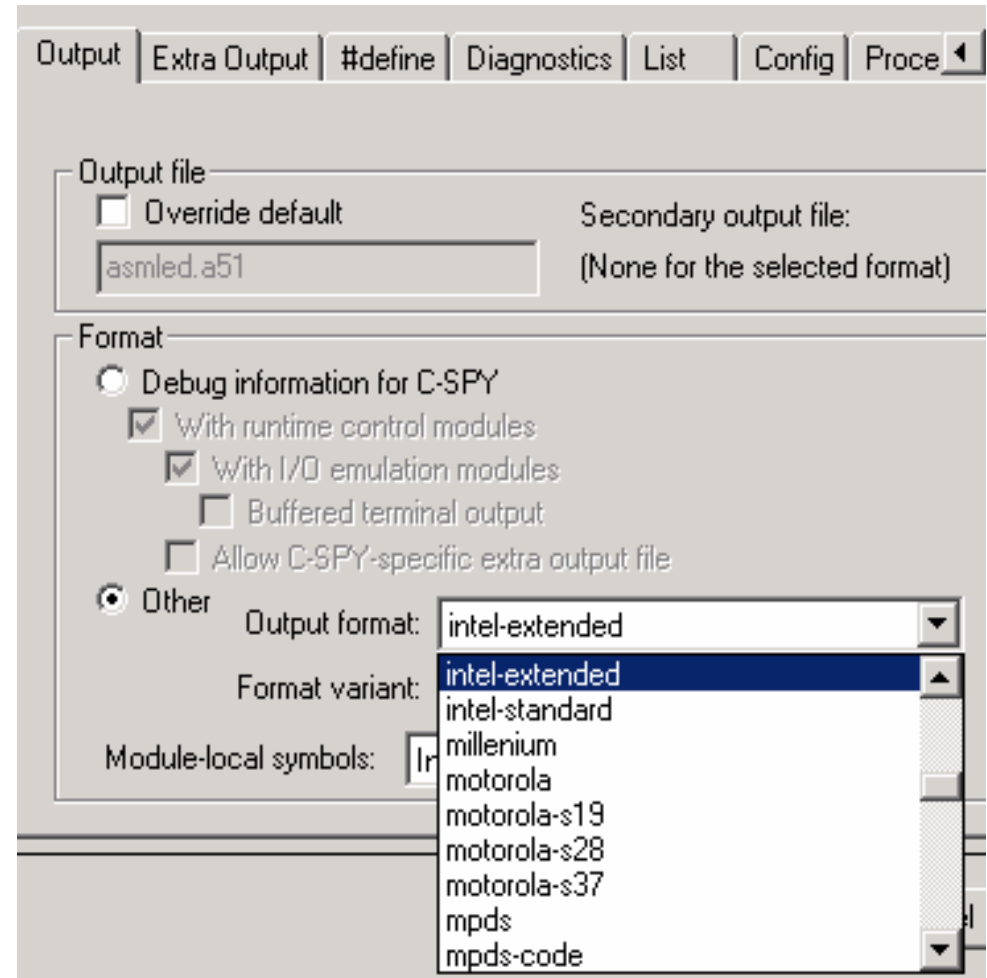 Output Extra Output #define Diagnostics List Config Proce
Output file
Override default
Secondary output file:
asmled.a51
(None for the selected format)
Format
Debug information for C-SPY
With runtime control modules
With I/O emulation modules
Buffered terminal output
Allow C-SPY-specific extra output file
Other
Output format: intel-extended
Format variant:
Module-local symbols:
intel-extended
intel-standard
millenium
motorola
motorola-s19
motorola-s28
motorola-s37
mpds
mpds-code